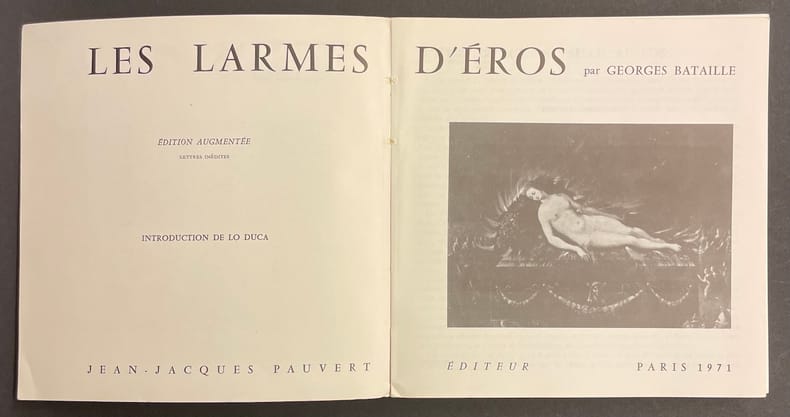 LES LARMES D'ÉROS par GEORGES BATAILLE
ÉDITION AUGMENTÉE
LETTRES INÉDITES
INTRODUCTION DE LO DUCA
JEAN-JACQUES PAUVERT ÉDITEUR PARIS 1971